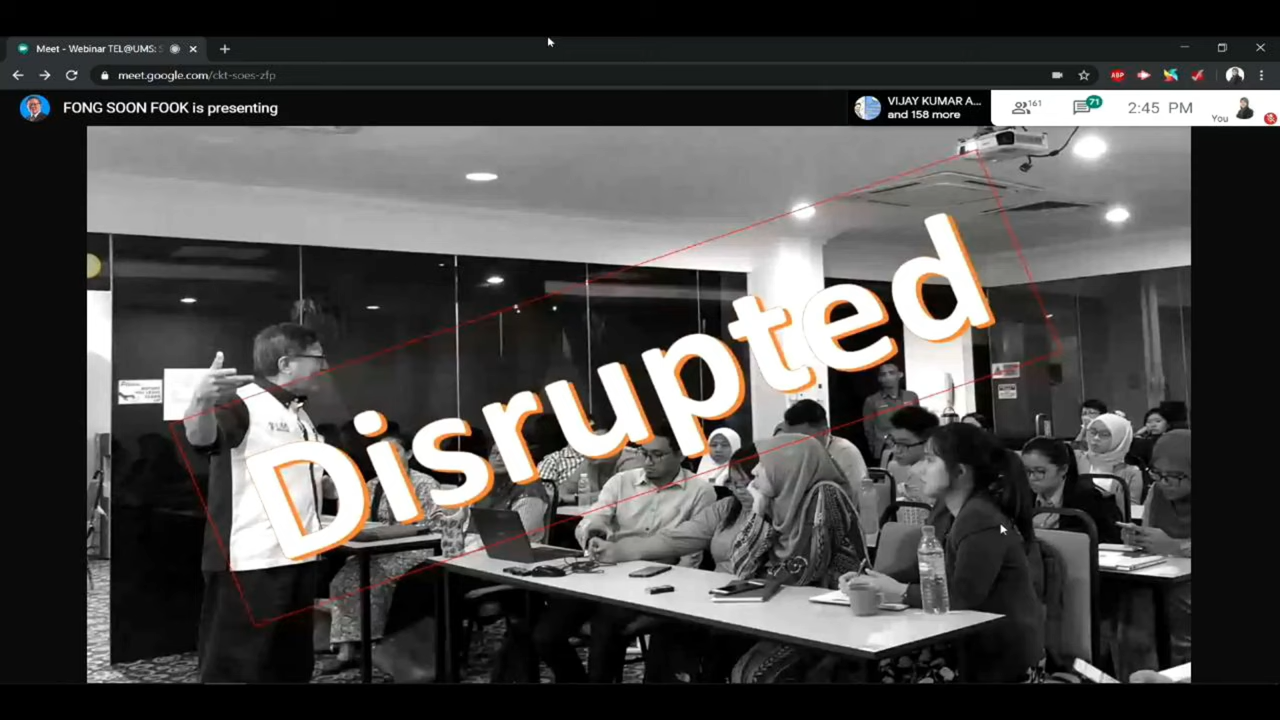 Meet - Webinar TEL@UMS: S
meet.google.com/ckt-soes-zfp
ABP
FONG SOON FOOK is presenting
VIJAY KUMAR A...
and 158 more
161
71
2:45 PM
You
Disrupted